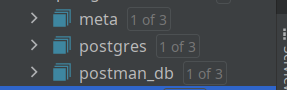 meta 1 of 3
postgres 1 of 3
postman_db 1 of 3